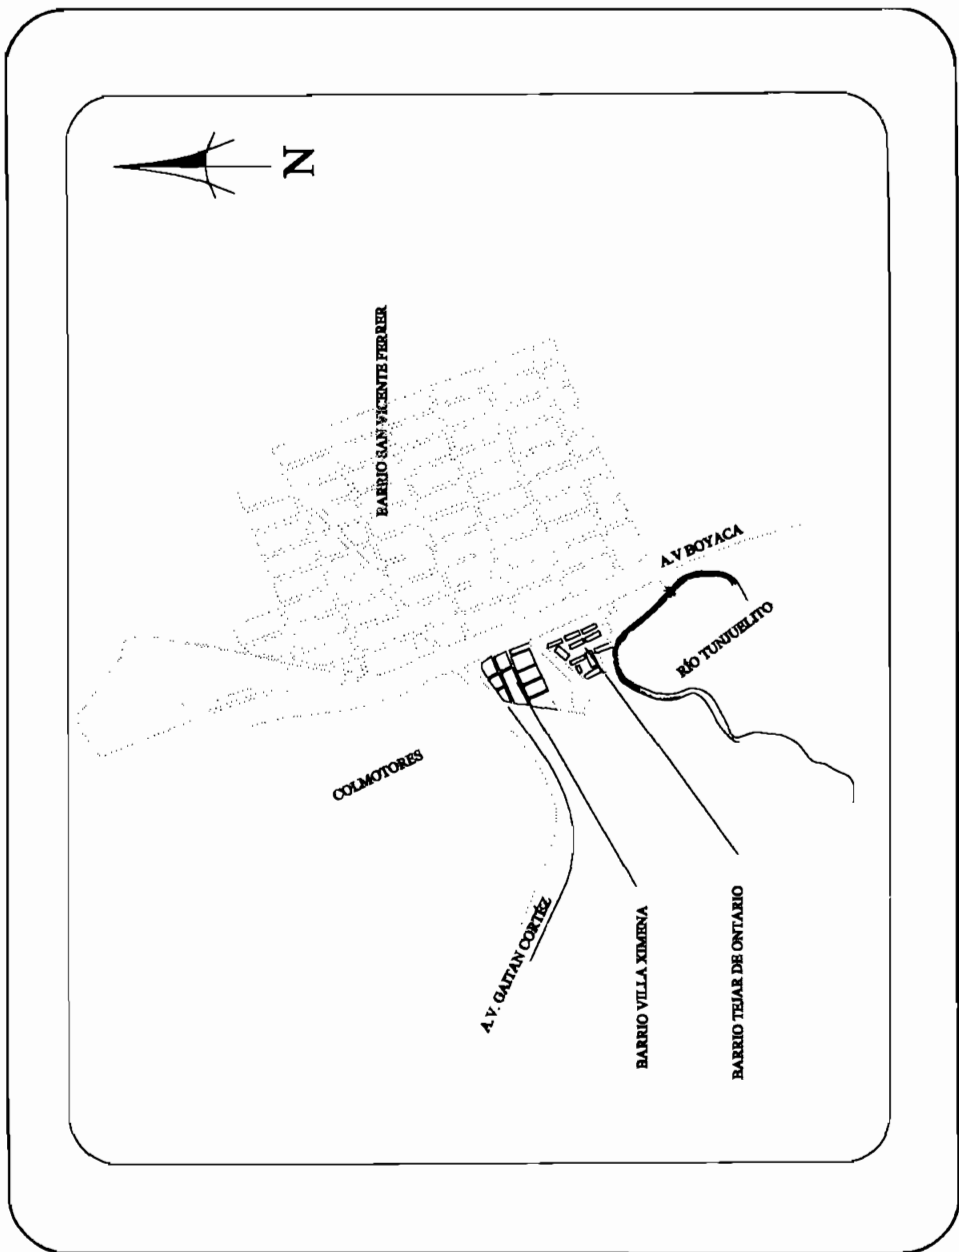 N
BARRIO SAN VICENTE FERRER
A.V BOYACA
RÍO TUNJUELITO
COLMOTORES
A.V. GAITAN CORTÉZ
BARRIO VILLA XIMENA
BARRIO TEJAR DE ONTARIO